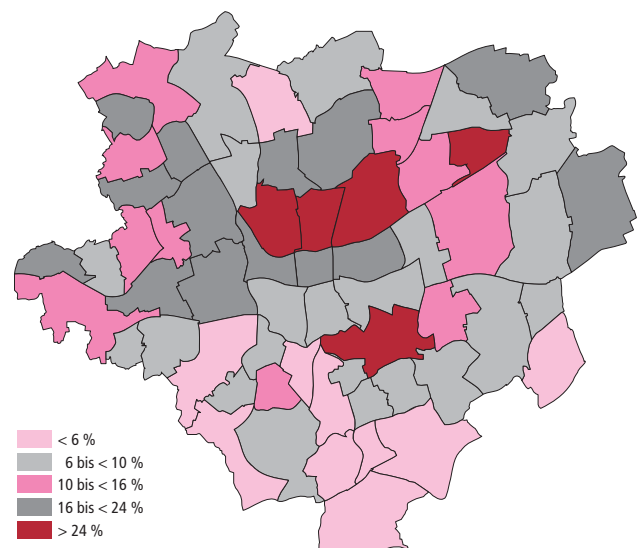 < 6 %
6 bis < 10 %
10 bis < 16 %
16 bis < 24 %
> 24 %